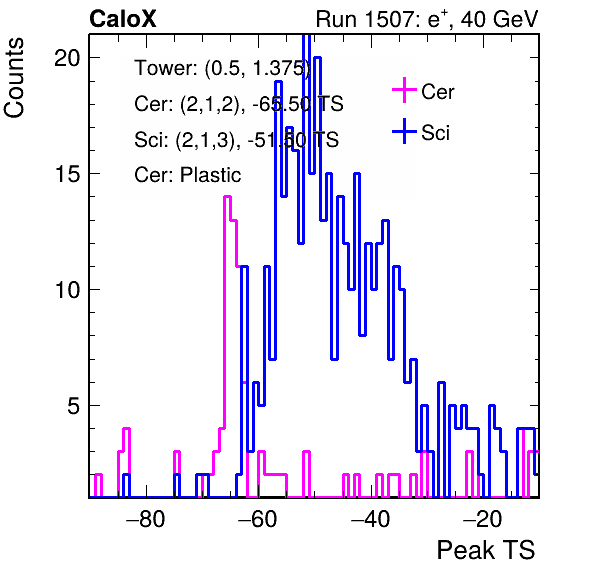 CaloX Run 1507: e⁺, 40 GeV
Counts
20
15
10
5
Tower: (0.5, 1.375)
Cer: (2,1,2), -65.50 TS
Sci: (2,1,3), -51.50 TS
Cer: Plastic
Cer
Sci
−80 −60 −40 −20
Peak TS